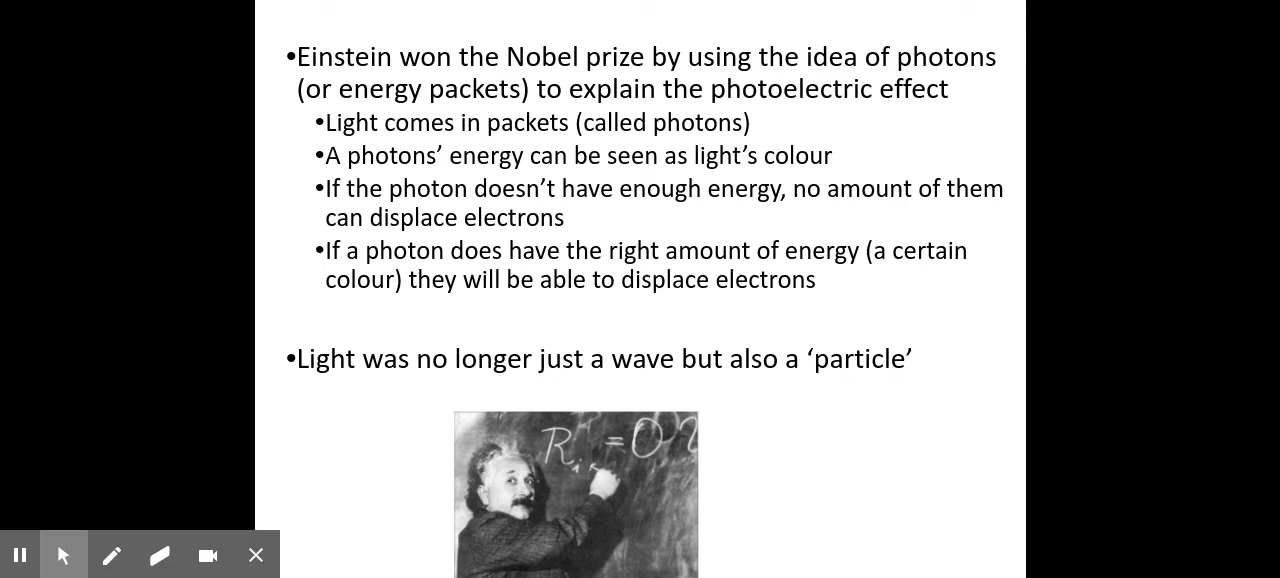 •Einstein won the Nobel prize by using the idea of photons
(or energy packets) to explain the photoelectric effect
•Light comes in packets (called photons)
•A photons’ energy can be seen as light’s colour
•If the photon doesn’t have enough energy, no amount of them
can displace electrons
•If a photon does have the right amount of energy (a certain
colour) they will be able to displace electrons
•Light was no longer just a wave but also a ‘particle’
R = 0